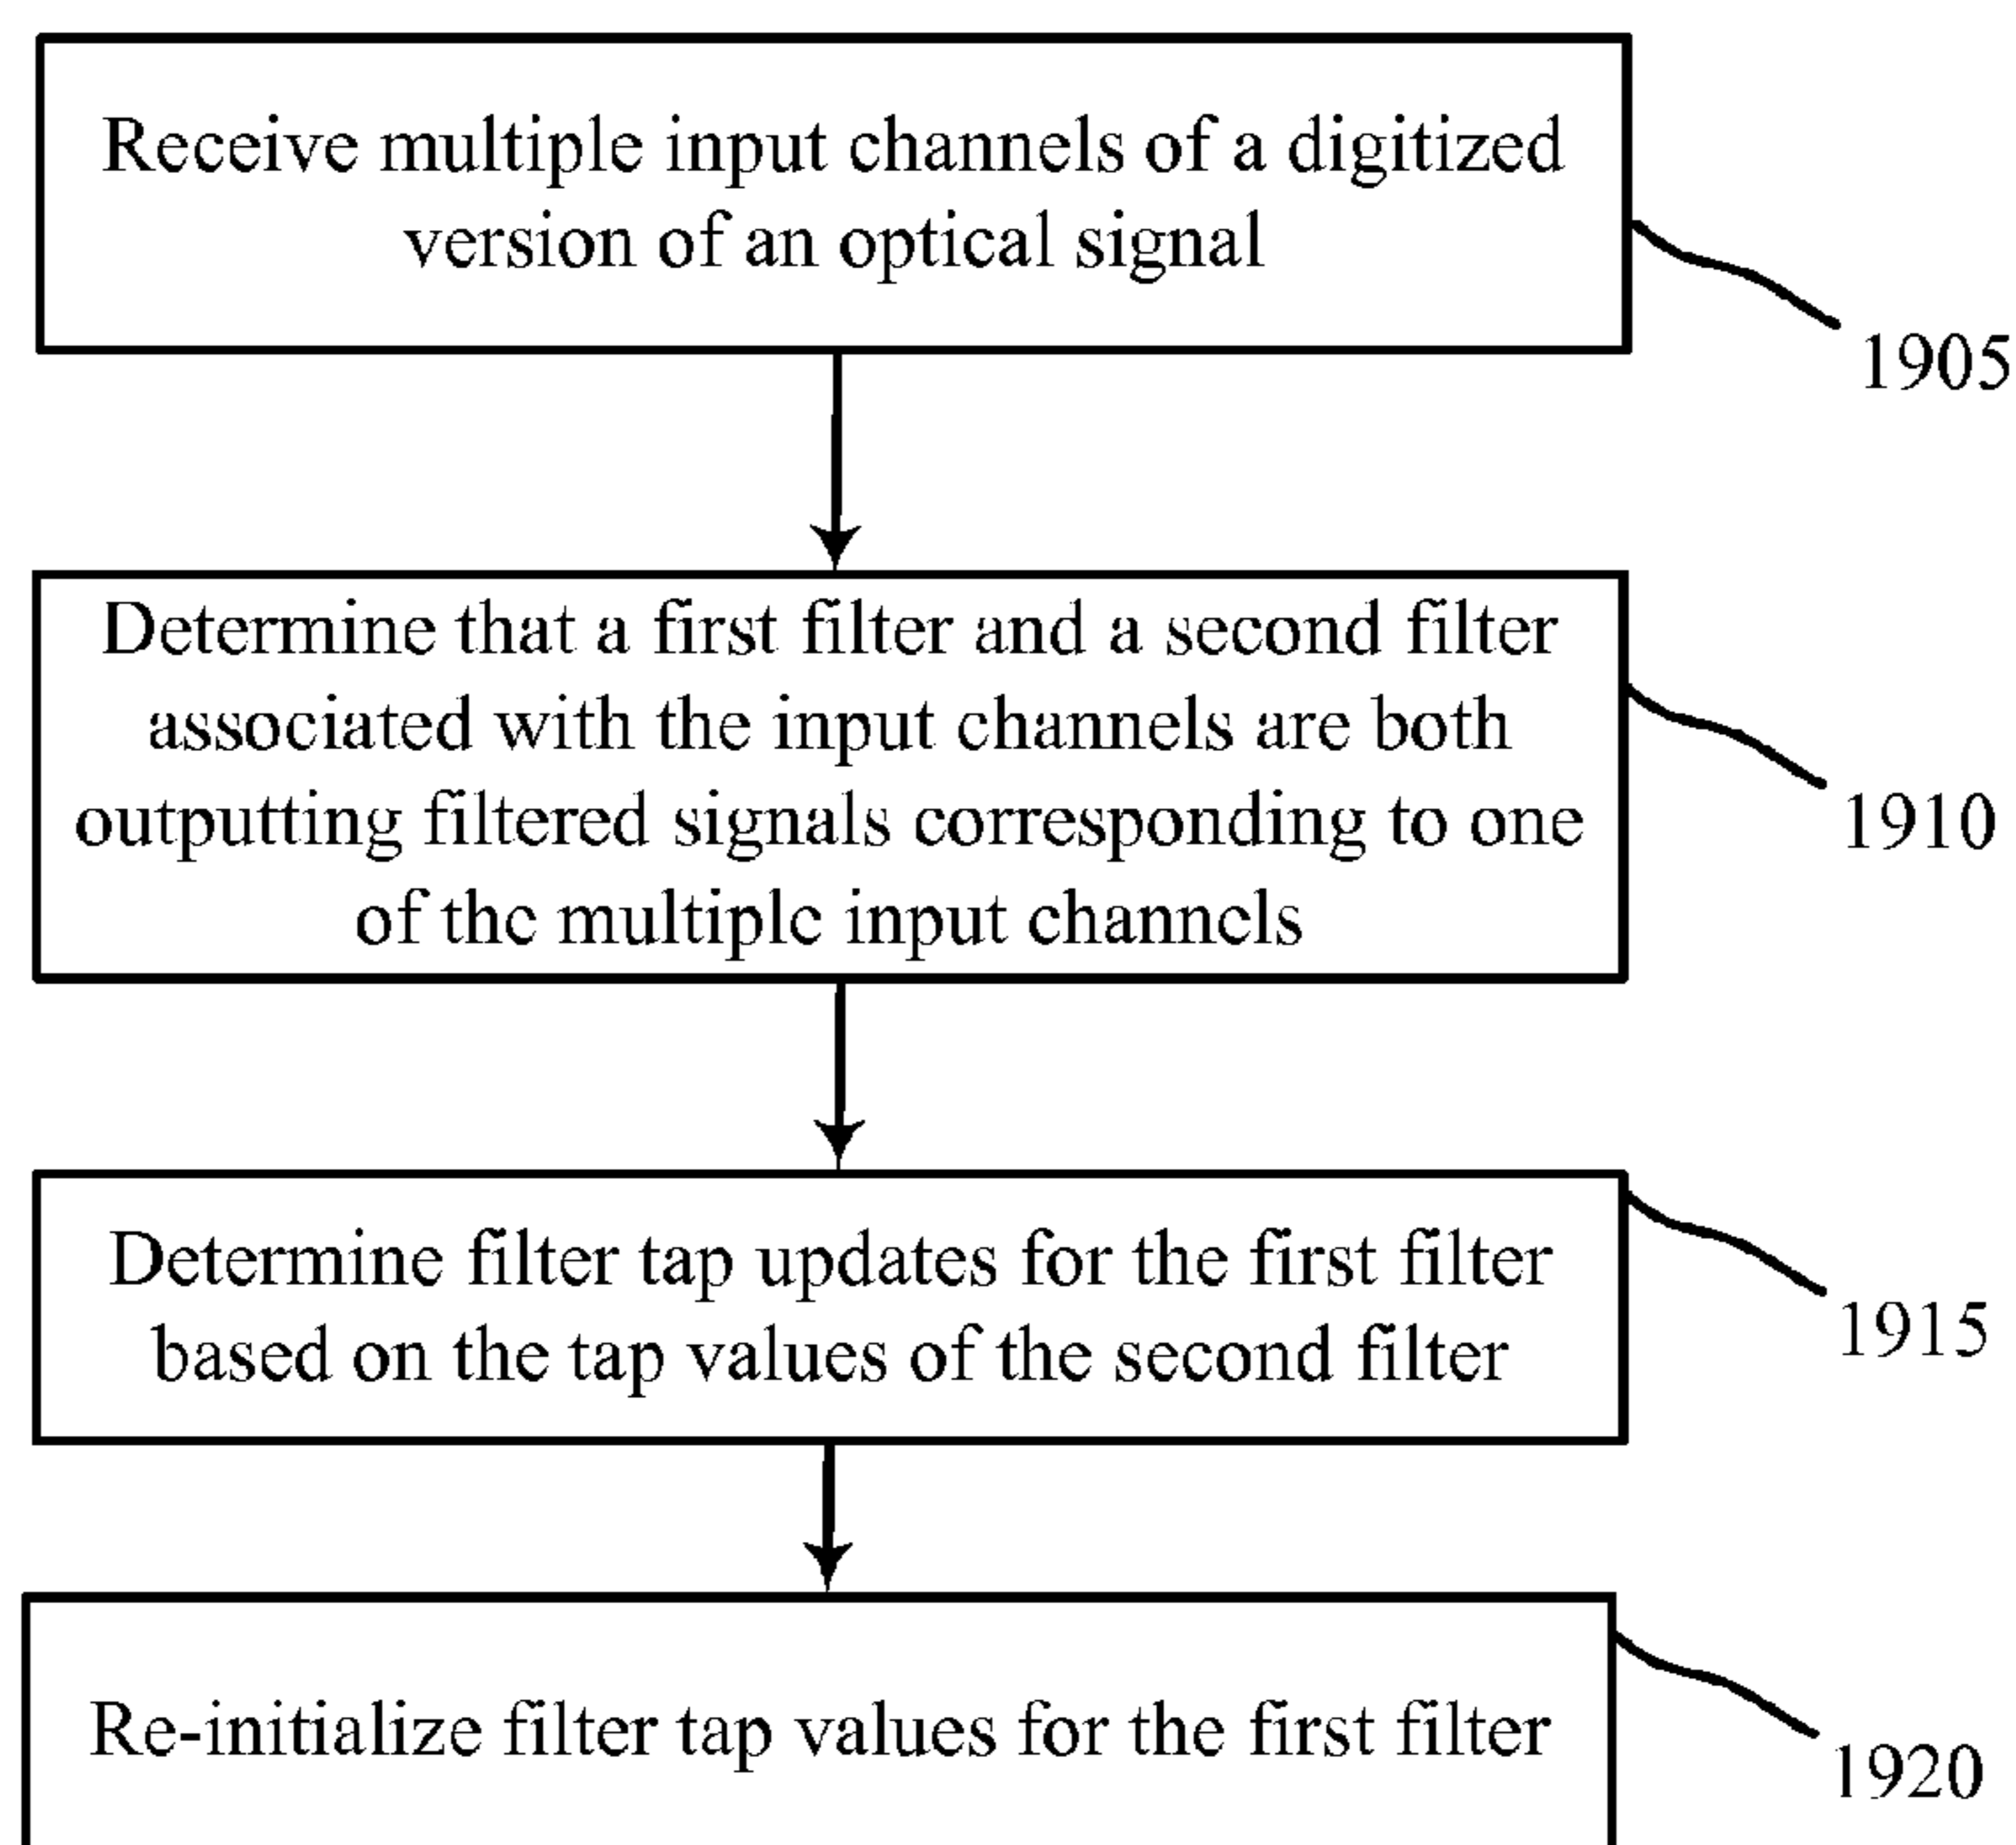 Receive multiple input channels of a digitized
version of an optical signal
1905
Determine that a first filter and a second filter
associated with the input channels are both
outputting filtered signals corresponding to one
of the multiple input channels
1910
Determine filter tap updates for the first filter
based on the tap values of the second filter
1915
Re-initialize filter tap values for the first filter
1920